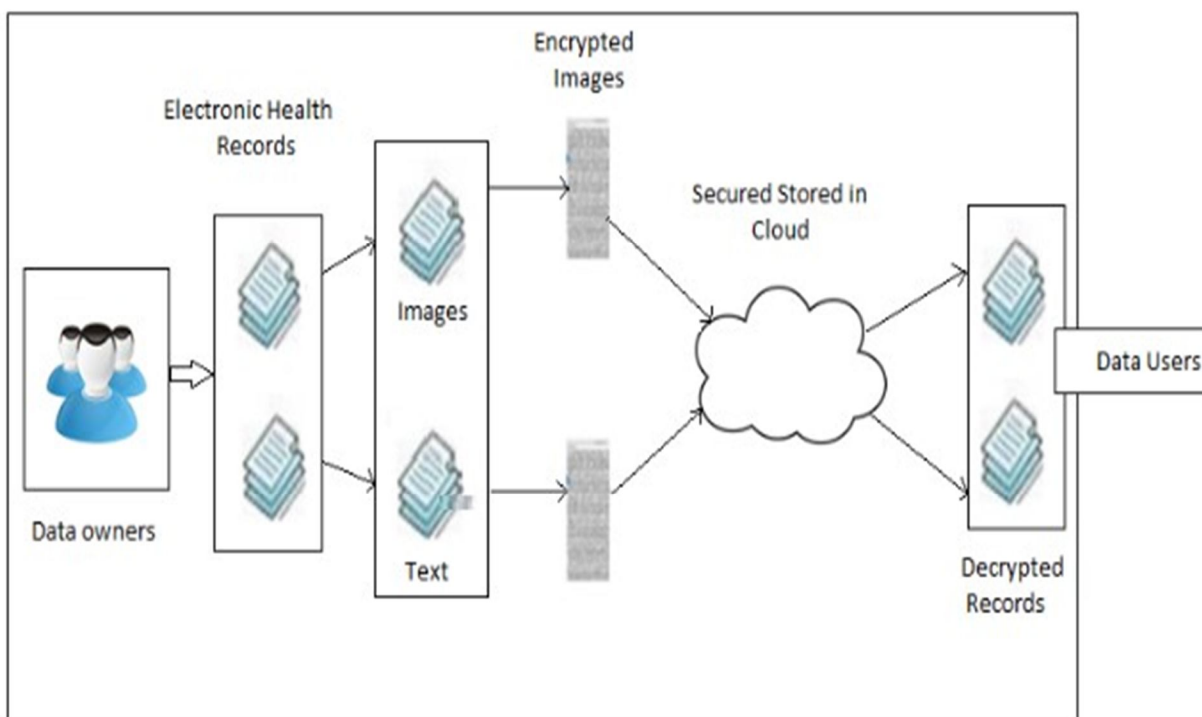 Encrypted
Images
Electronic Health
Records
Secured Stored in
Cloud
Images
Data Users
Data owners
Text
Decrypted
Records